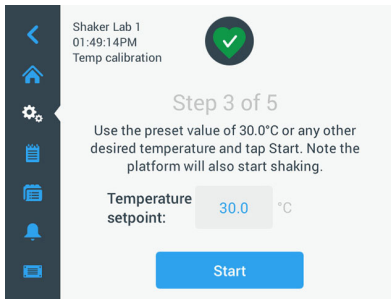 Shaker Lab 1
01:49:14PM
Temp calibration
Step 3 of 5
Use the preset value of 30.0°C or any other
desired temperature and tap Start. Note the
platform will also start shaking.
Temperature
setpoint:
30.0 °C
Start